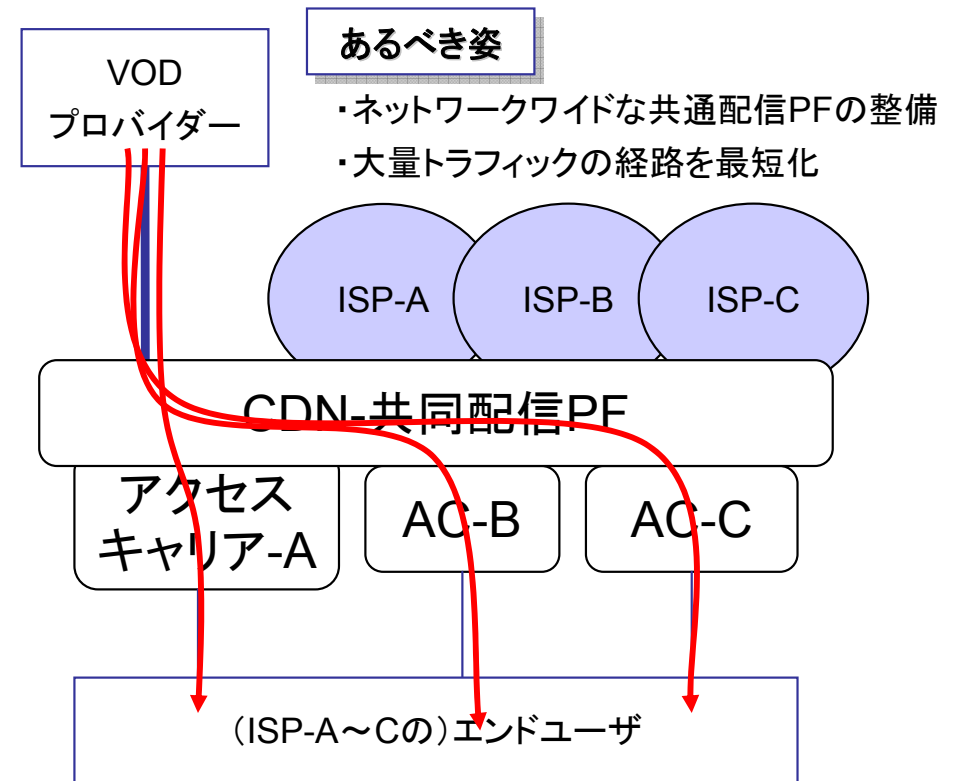 あるべき姿
VOD
プロバイダー
・ネットワークワイドな共通配信PFの整備
・大量トラフィックの経路を最短化
ISP-A
ISP-B
ISP-C
CDN-共同配信PF
アクセス
キャリア-A
AC-B
AC-C
（ISP-A～Cの）エンドユーザ